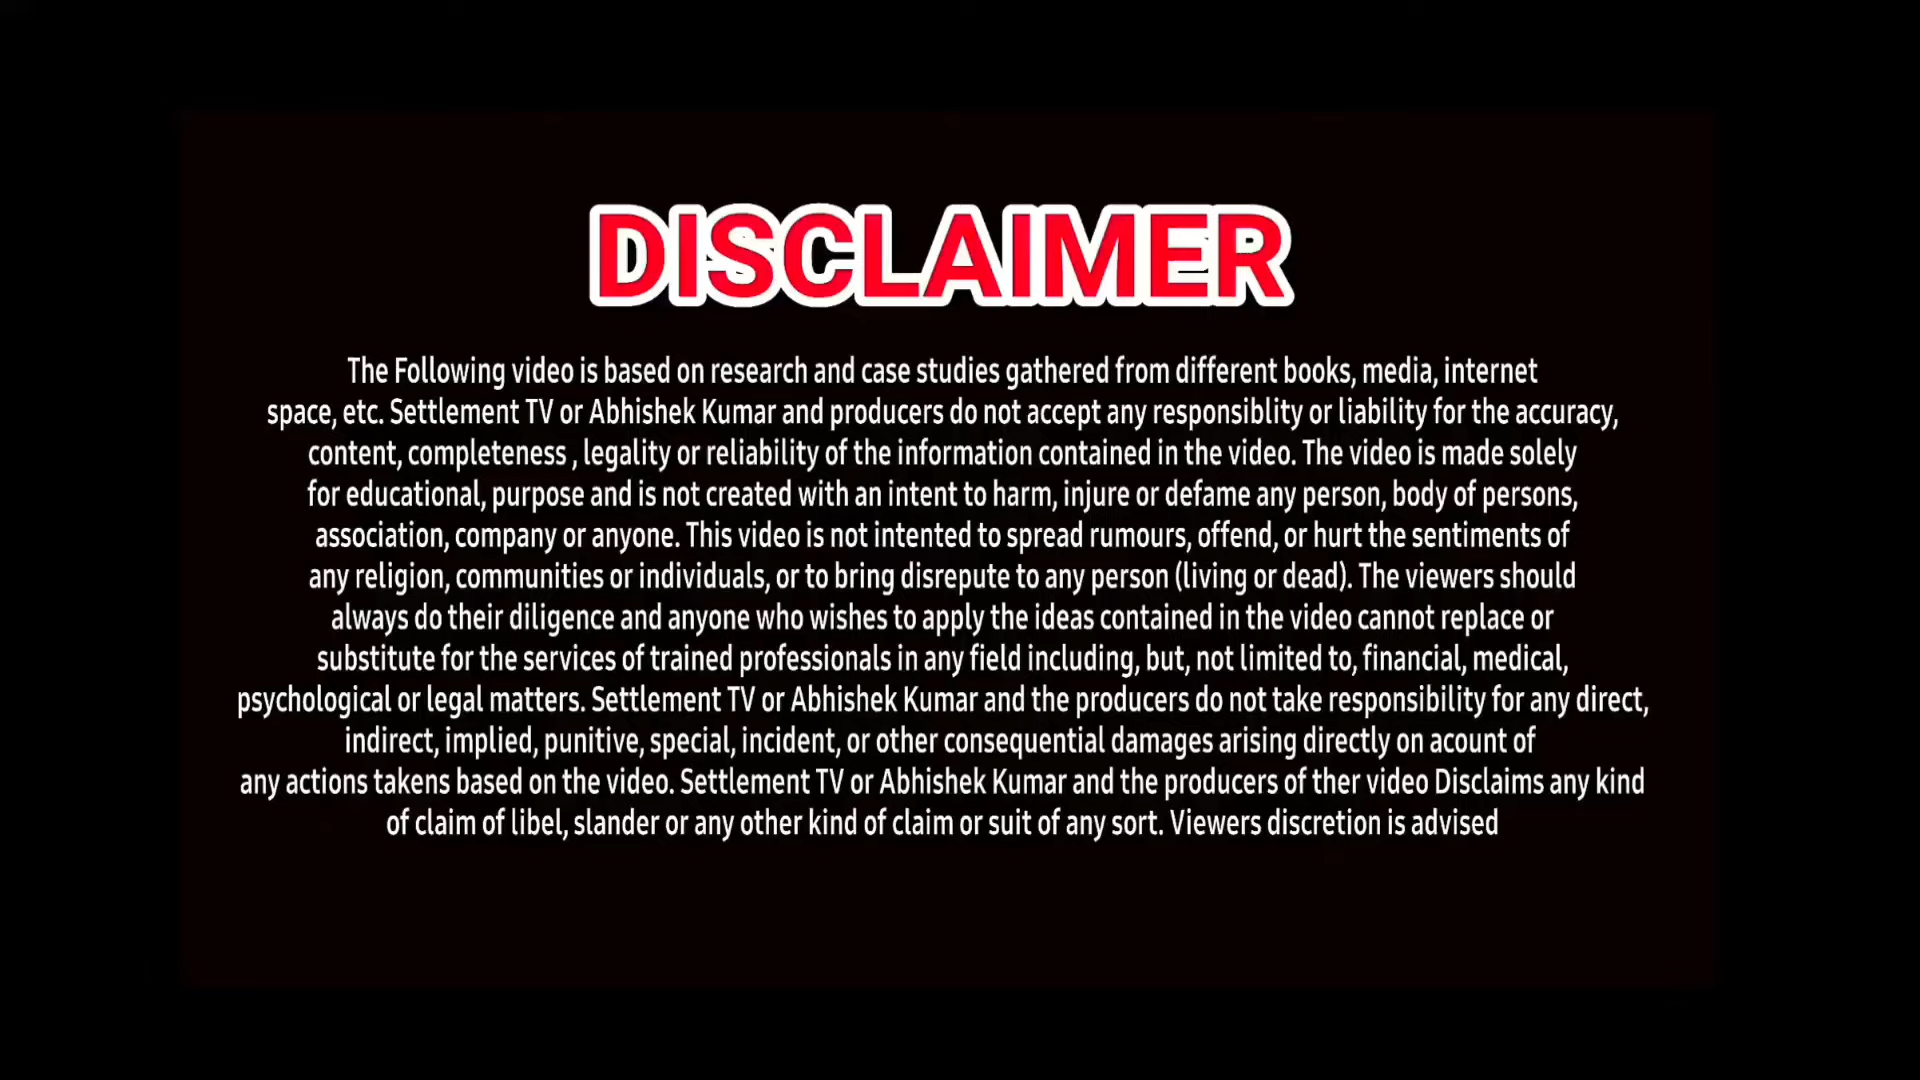 DISCLAIMER
The Following video is based on research and case studies gathered from different books, media, internet
space, etc. Settlement TV or Abhishek Kumar and producers do not accept any responsiblity or liability for the accuracy,
content, completeness , legality or reliability of the information contained in the video. The video is made solely
for educational, purpose and is not created with an intent to harm, injure or defame any person, body of persons,
association, company or anyone. This video is not intented to spread rumours, offend, or hurt the sentiments of
any religion, communities or individuals, or to bring disrepute to any person (living or dead). The viewers should
always do their diligence and anyone who wishes to apply the ideas contained in the video cannot replace or
substitute for the services of trained professionals in any field including, but, not limited to, financial, medical,
psychological or legal matters. Settlement TV or Abhishek Kumar and the producers do not take responsibility for any direct,
indirect, implied, punitive, special, incident, or other consequential damages arising directly on acount of
any actions takens based on the video. Settlement TV or Abhishek Kumar and the producers of ther video Disclaims any kind
of claim of libel, slander or any other kind of claim or suit of any sort. Viewers discretion is advised